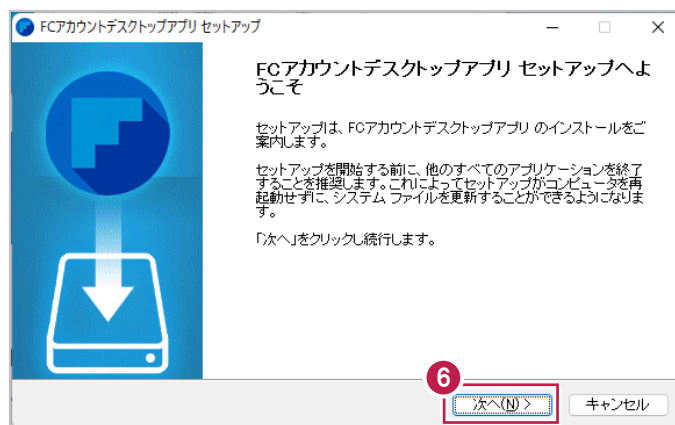 FCアカウントデスクトップアプリ セットアップ
FCアカウントデスクトップアプリ セットアップへよ
うこそ
セットアップは、FCアカウントデスクトップアプリ のインストールをご
案内します。
セットアップを開始する前に、他のすべてのアプリケーションを終了
することを推奨します。これによってセットアップがコンピュータを再
起動せずに、システム ファイルを更新することができるようになりま
す。
「次へ」をクリックし続行します。
6
次へ(N) >
キャンセル